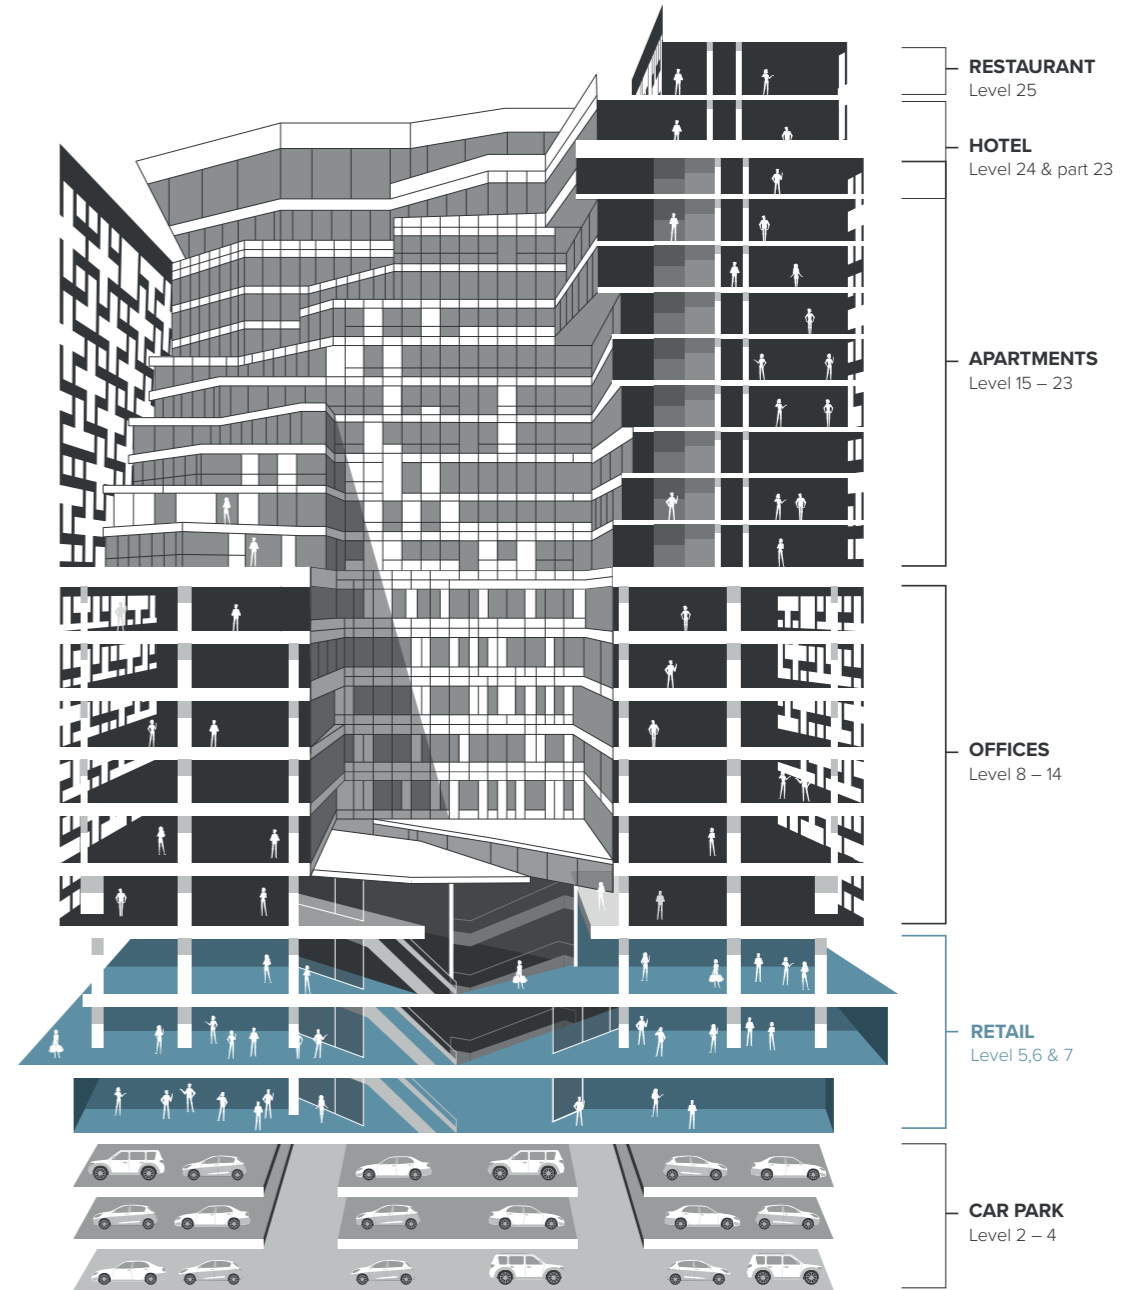 RESTAURANT
Level 25
HOTEL
Level 24 & part 23
APARTMENTS
Level 15 – 23
OFFICES
Level 8 – 14
RETAIL
Level 5,6 & 7
CAR PARK
Level 2 – 4